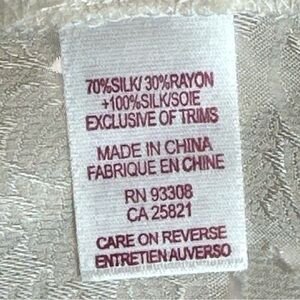 70%SILK/ 30%RAYON
+100%SILK/SOIE
EXCLUSIVE OF TRIMS
MADE IN CHINA
FABRIQUE EN CHINE
RN 93308
CA 25821
CARE ON REVERSE
ENTRETIEN AUVERSO